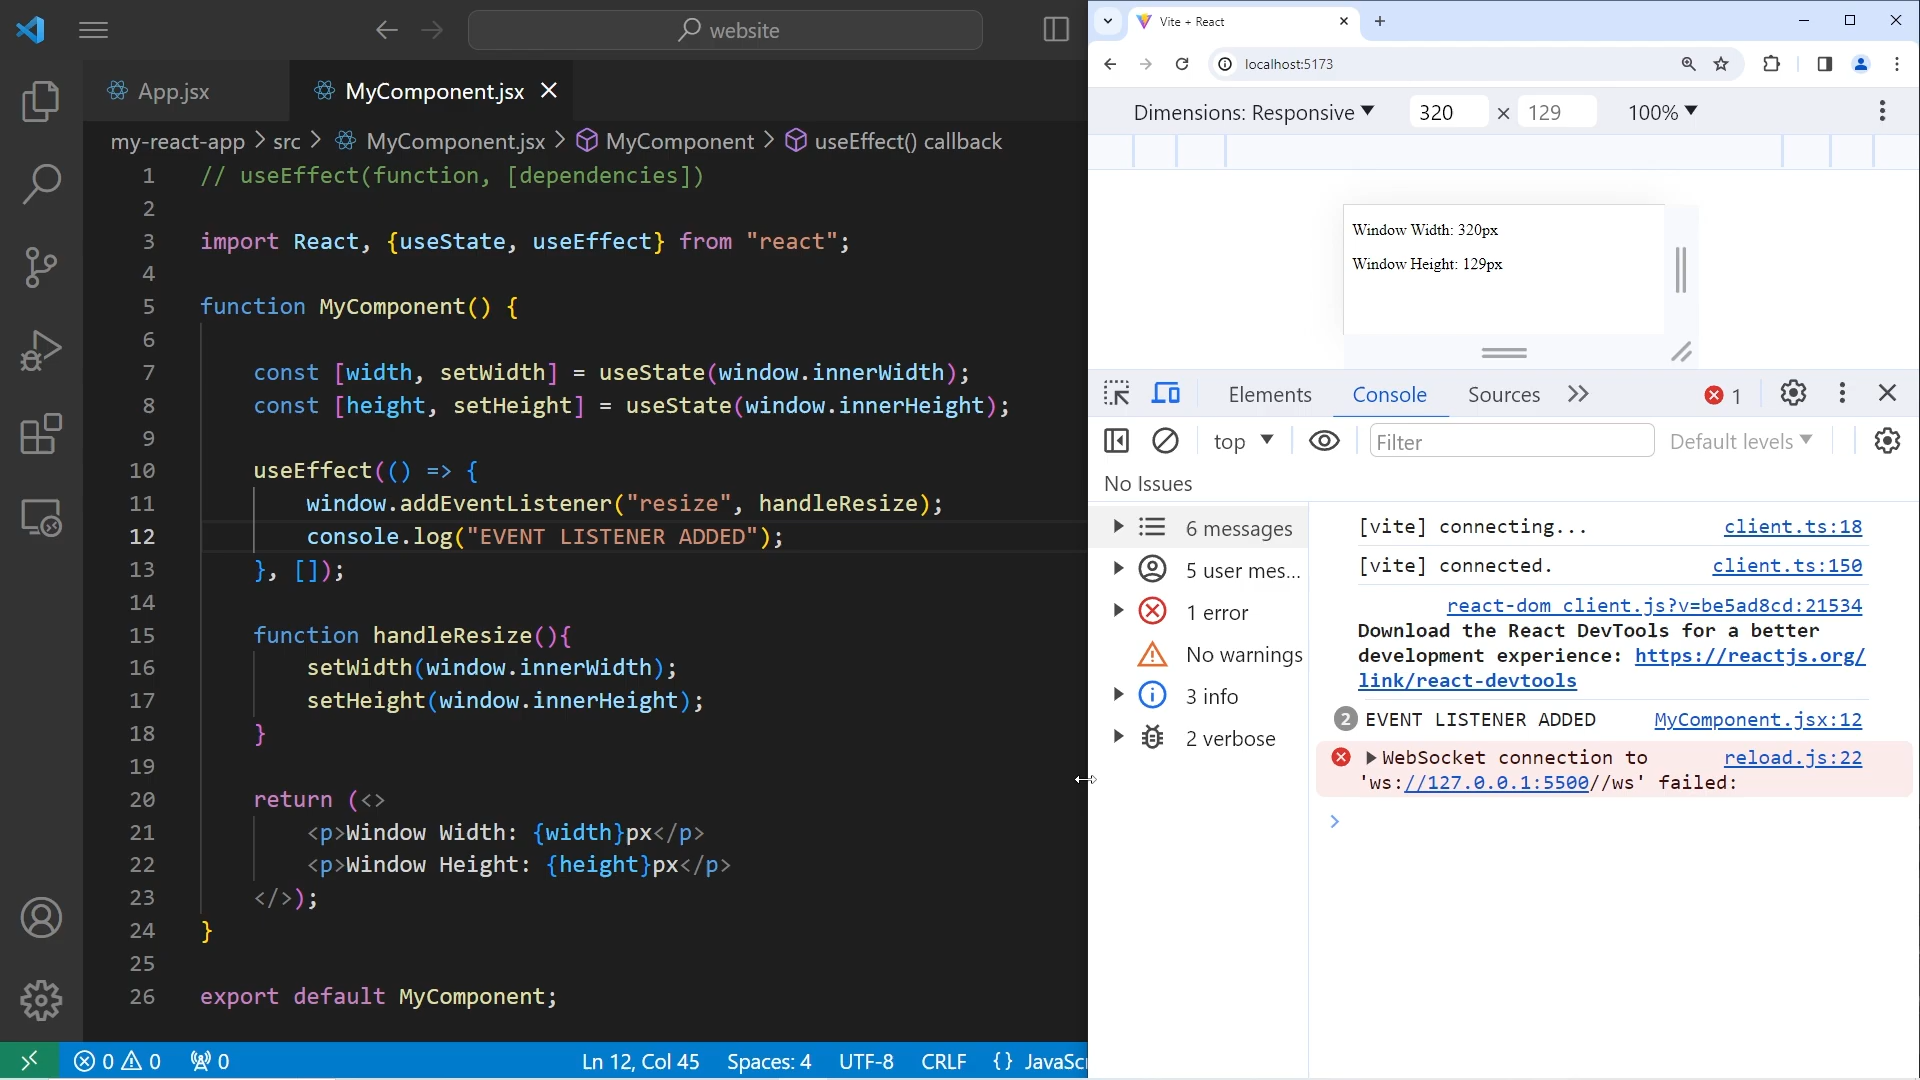 website
App.jsx
MyComponent.jsx
my-react-app > src > MyComponent.jsx > MyComponent > useEffect() callback
1 // useEffect(function, [dependencies])
2
3 import React, {useState, useEffect} from "react";
4
5 function MyComponent() {
6
7 const [width, setWidth] = useState(window.innerWidth);
8 const [height, setHeight] = useState(window.innerHeight);
9
10 useEffect(() => {
11 window.addEventListener("resize", handleResize);
12 console.log("EVENT LISTENER ADDED");
13 }, []);
14
15 function handleResize(){
16 setWidth(window.innerWidth);
17 setHeight(window.innerHeight);
18 }
19
20 return (<>
21 <p>Window Width: {width}px</p>
22 <p>Window Height: {height}px</p>
23 </>);
24 }
25
26 export default MyComponent;
0 0 0
Ln 12, Col 45 Spaces: 4 UTF-8 CRLF {} JavaScr
Vite + React
localhost:5173
Dimensions: Responsive 320 × 129 100%
Window Width: 320px
Window Height: 129px
Elements Console Sources 1
top Filter Default levels
No Issues
6 messages
5 user mes...
1 error
No warnings
3 info
2 verbose
[vite] connecting... client.ts:18
[vite] connected. client.ts:150
react-dom_client.js?v=be5ad8cd:21534
Download the React DevTools for a better
development experience: https://reactjs.org/
link/react-devtools
2 EVENT LISTENER ADDED MyComponent.jsx:12
WebSocket connection to reload.js:22
'ws://127.0.0.1:5500//ws' failed: